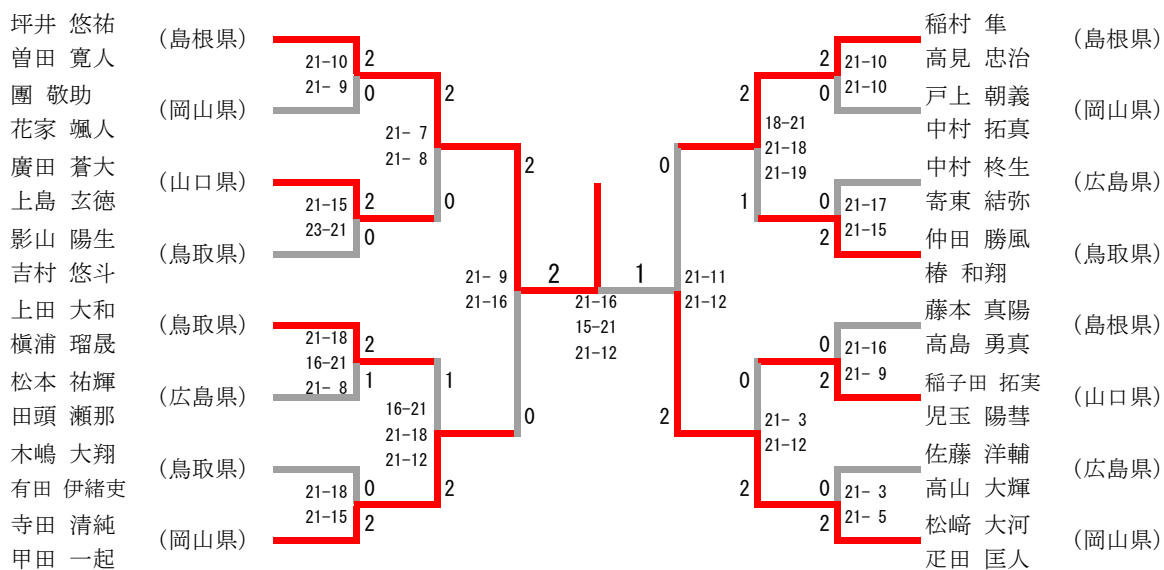 坪井 悠祐
(島根県)
曽田 寛人
21-10
21- 9
2
0
團 敬助
(岡山県)
花家 颯人
2
21- 7
21- 8
0
廣田 蒼大
(山口県)
上島 玄徳
21-15
23-21
2
0
影山 陽生
(鳥取県)
吉村 悠斗
2
21- 9
21-16
0
上田 大和
(鳥取県)
槇浦 瑠晟
21-18
16-21
21- 8
2
1
松本 祐輝
(広島県)
田頭 瀬那
1
16-21
21-18
21-12
2
木嶋 大翔
(鳥取県)
有田 伊緒吏
21-18
21-15
0
2
寺田 清純
(岡山県)
甲田 一起
2
1
21-16
15-21
21-12
稲村 隼
(島根県)
高見 忠治
2
21-10
0
21-10
戸上 朝義
(岡山県)
中村 拓真
2
18-21
21-18
21-19
1
中村 柊生
(広島県)
寄東 結弥
0
21-17
2
21-15
仲田 勝風
(鳥取県)
椿 和翔
0
21-11
21-12
2
藤本 真陽
(島根県)
高島 勇真
0
21-16
2
21- 9
稲子田 拓実
(山口県)
児玉 陽彗
0
21- 3
21-12
2
佐藤 洋輔
(広島県)
高山 大輝
0
21- 3
2
21- 5
松﨑 大河
(岡山県)
疋田 匡人